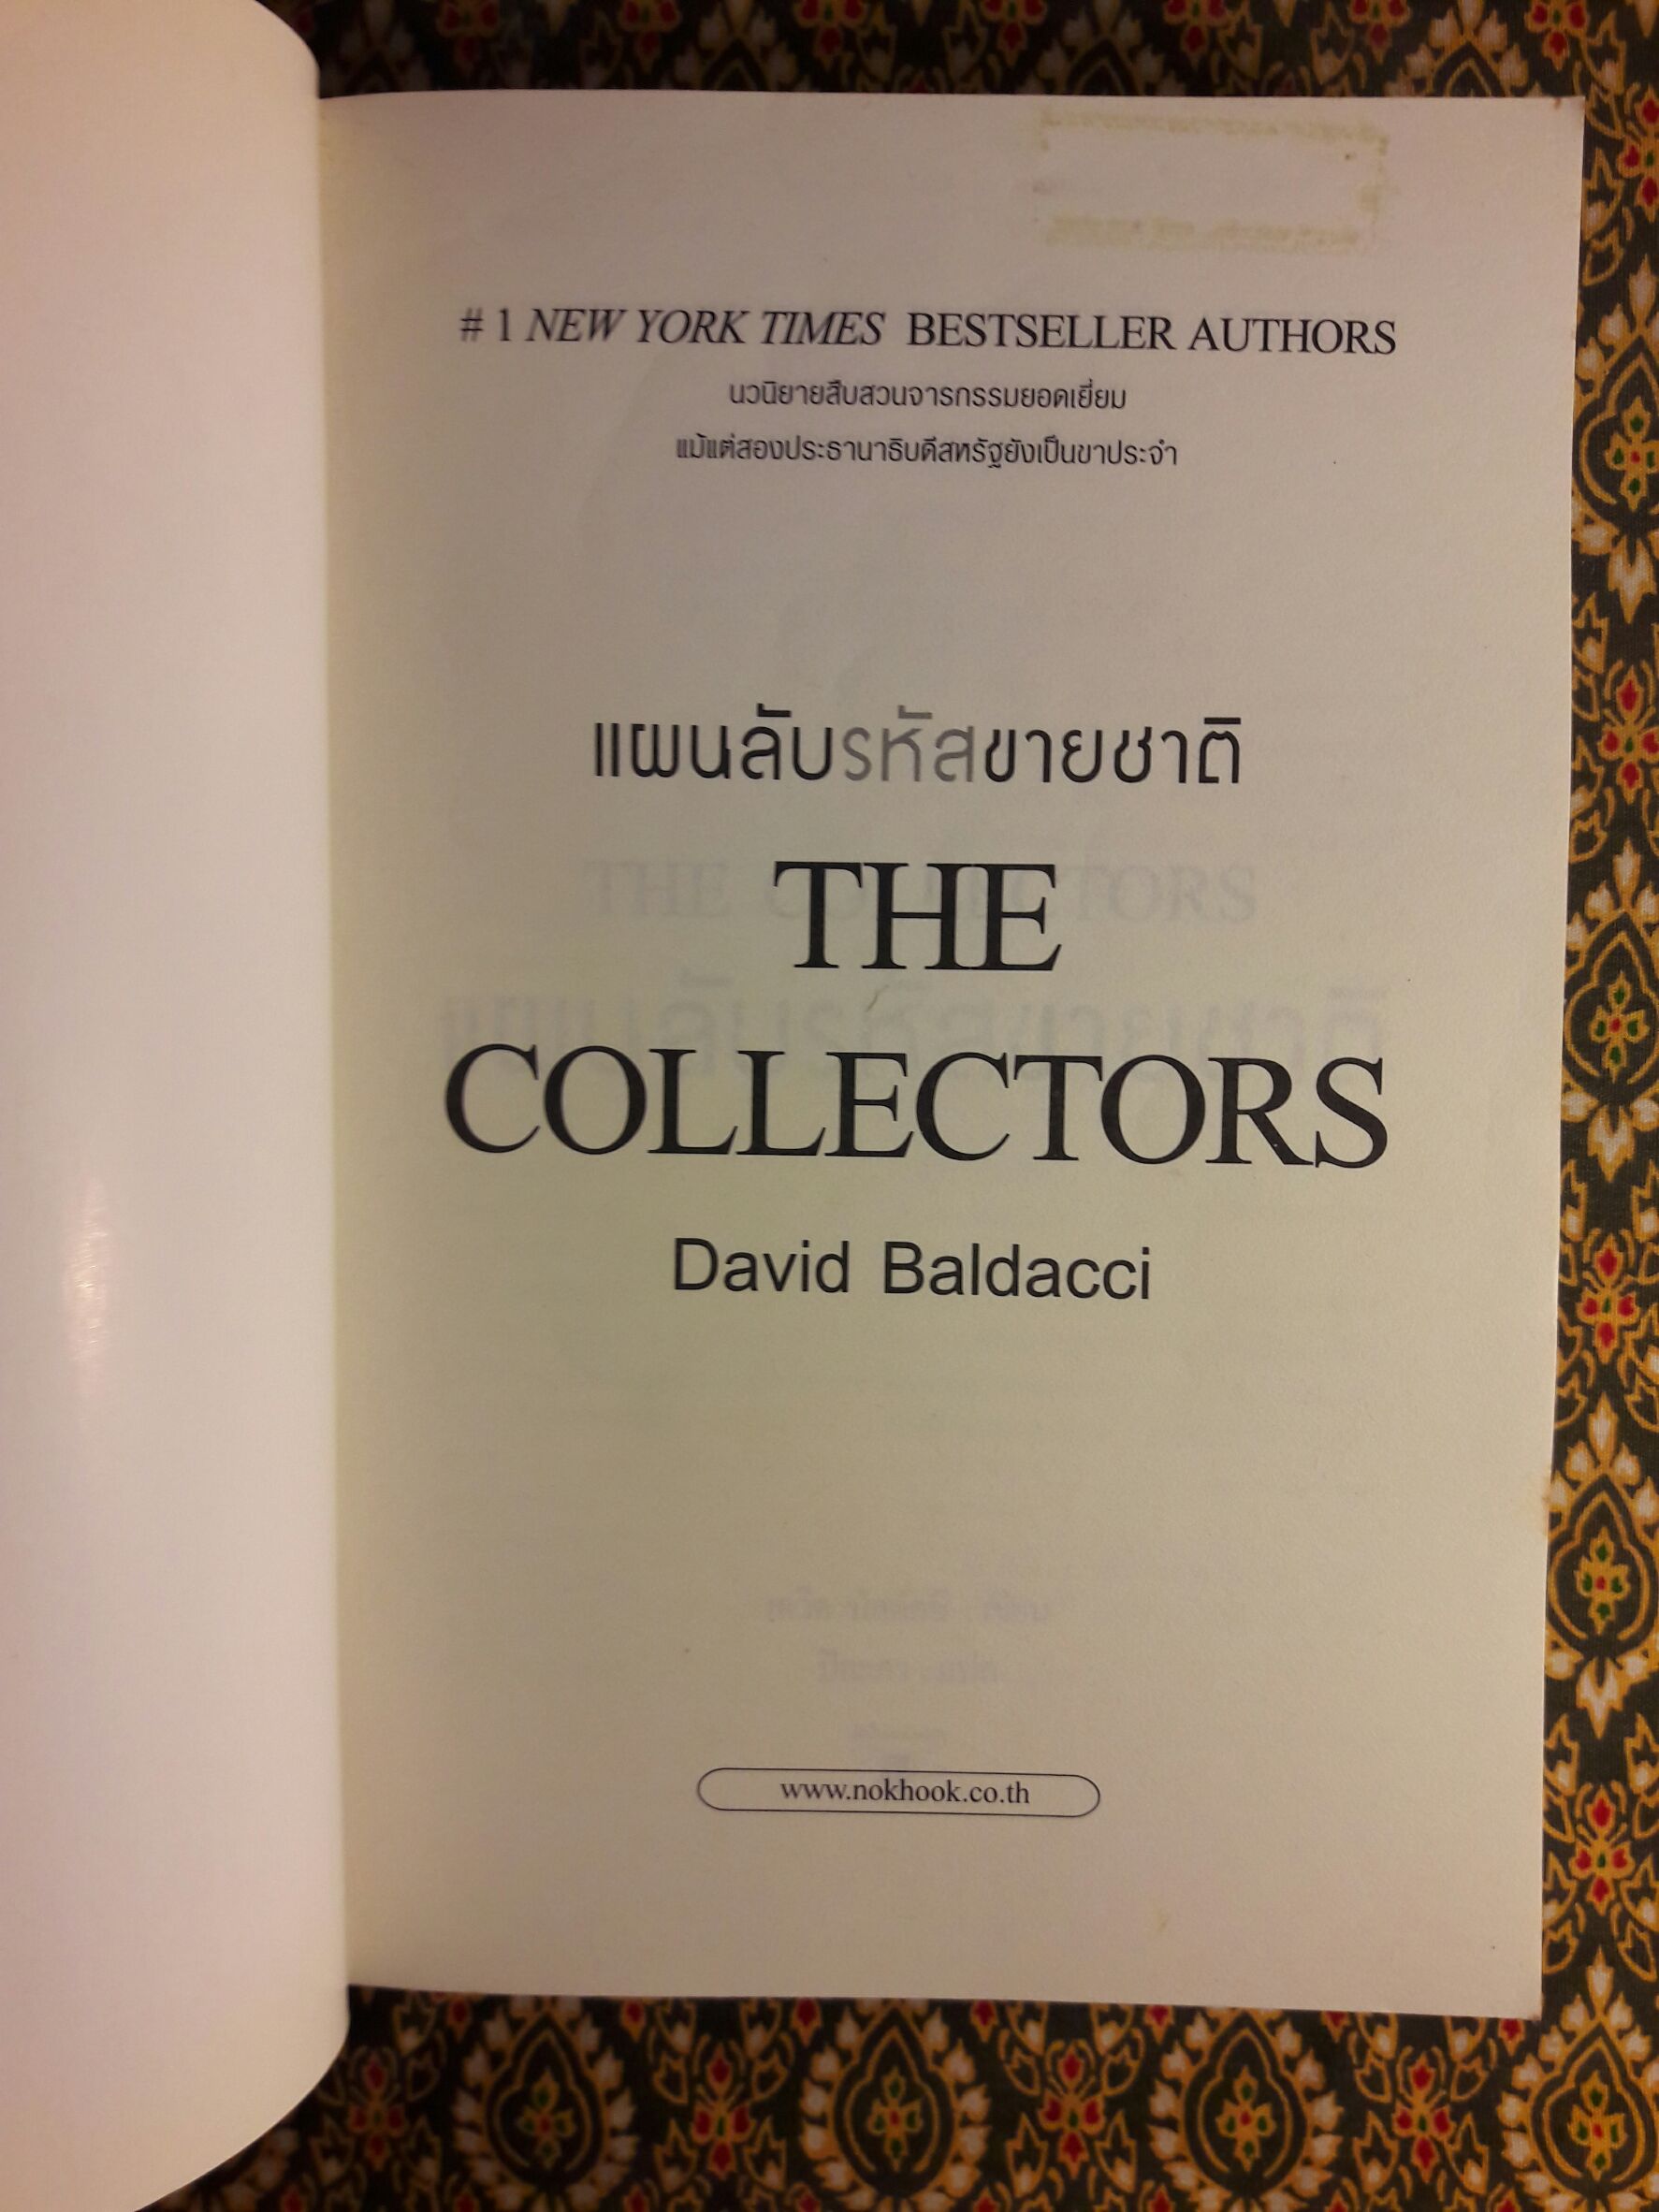 # 1 NEW YORK TIMES BESTSELLER AUTHORS
นวนิยายสืบสวนจารกรรมยอดเยี่ยม
แม้แต่สองประธานาธิบดีสหรัฐยังเป็นขาประจำ
แผนลับรหัสขายชาติ
THE
COLLECTORS
David Baldacci
www.nokhook.co.th